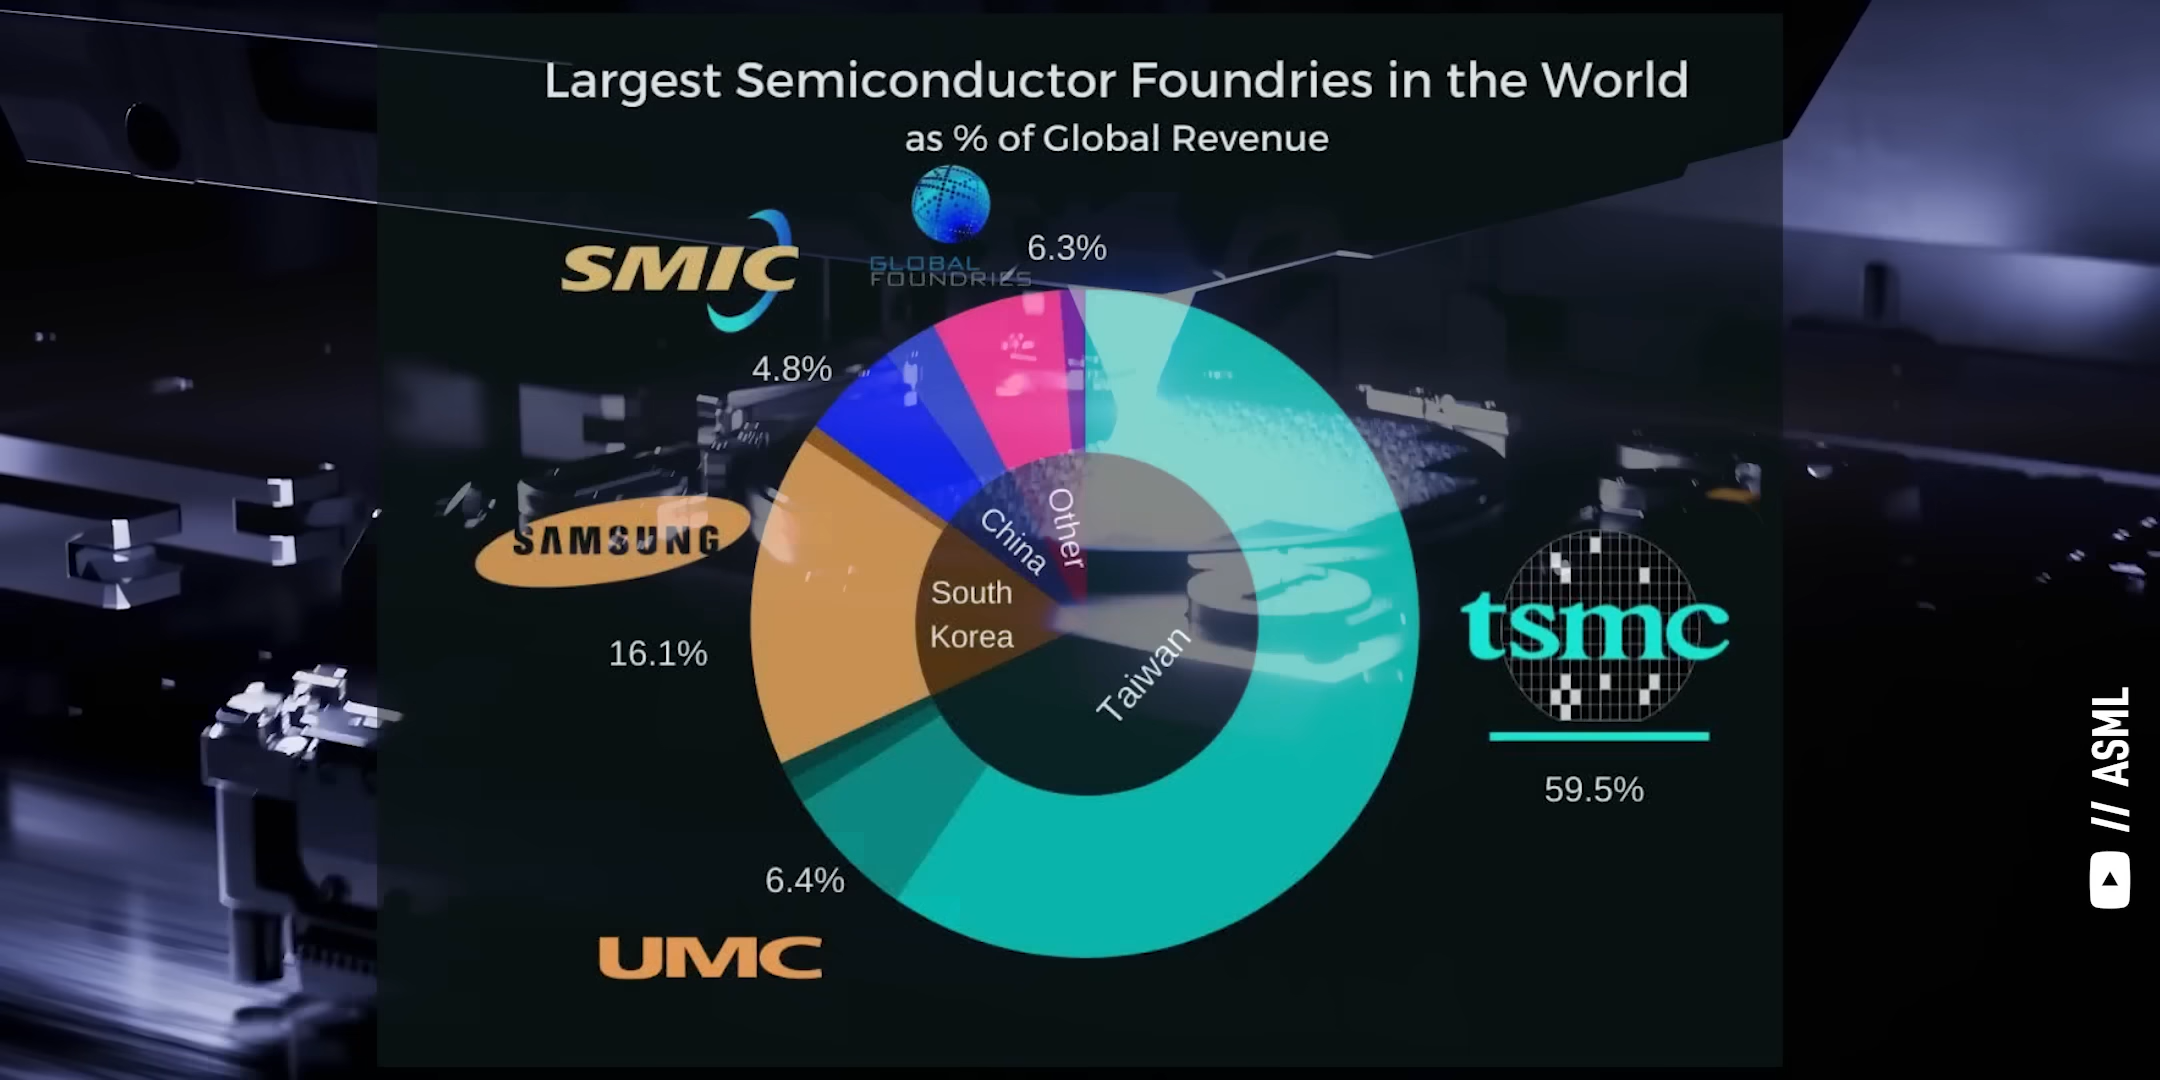 Largest Semiconductor Foundries in the World
as % of Global Revenue
SMIC
GLOBAL
FOUNDRIES
6.3%
4.8%
SAMSUNG
16.1%
South
Korea
China
Other
Taiwan
tsmc
59.5%
6.4%
UMC
// ASML